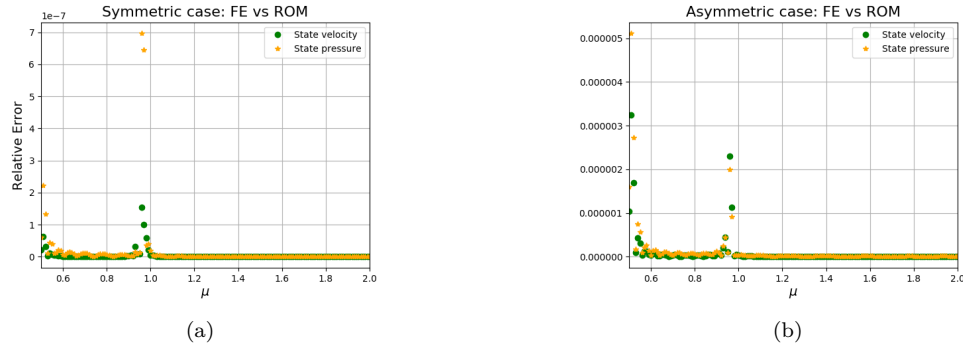 Symmetric case: FE vs ROM
1e-7
State velocity
State pressure
7
6
5
4
3
2
1
0
Relative Error
0.6 0.8 1.0 1.2 1.4 1.6 1.8 2.0
μ
(a)
Asymmetric case: FE vs ROM
State velocity
State pressure
0.000005
0.000004
0.000003
0.000002
0.000001
0.000000
0.6 0.8 1.0 1.2 1.4 1.6 1.8 2.0
μ
(b)